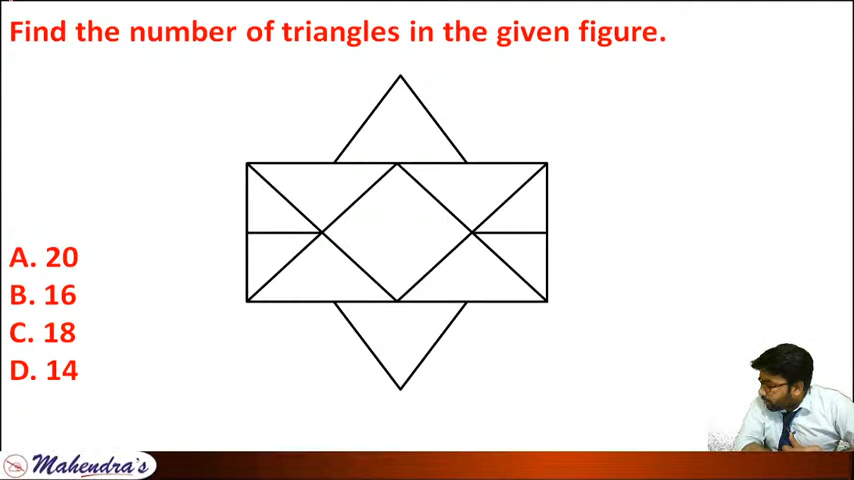 Find the number of triangles in the given figure.
A. 20
B. 16
C. 18
D. 14
Mahendra's